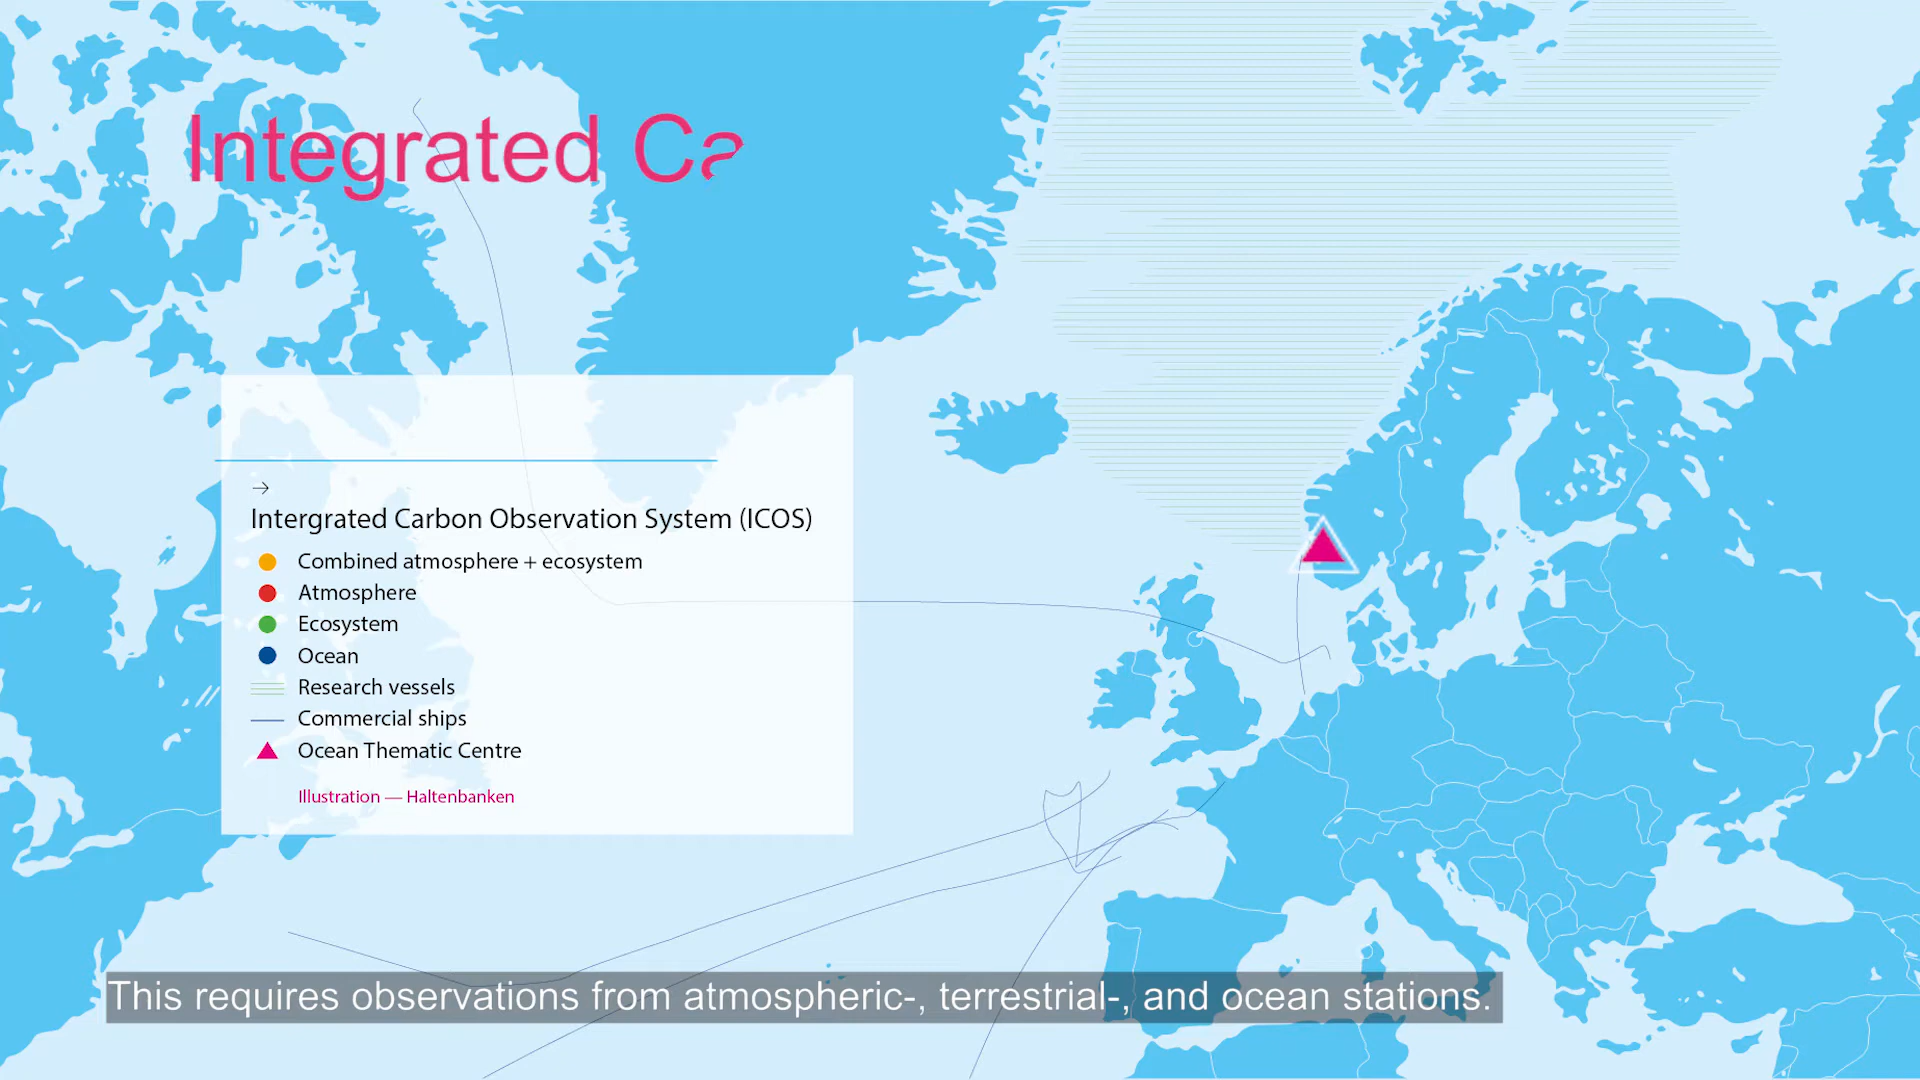 Integrated Ca
→
Intergrated Carbon Observation System (ICOS)
Combined atmosphere + ecosystem
Atmosphere
Ecosystem
Ocean
Research vessels
Commercial ships
Ocean Thematic Centre
Illustration — Haltenbanken
This requires observations from atmospheric-, terrestrial-, and ocean stations.